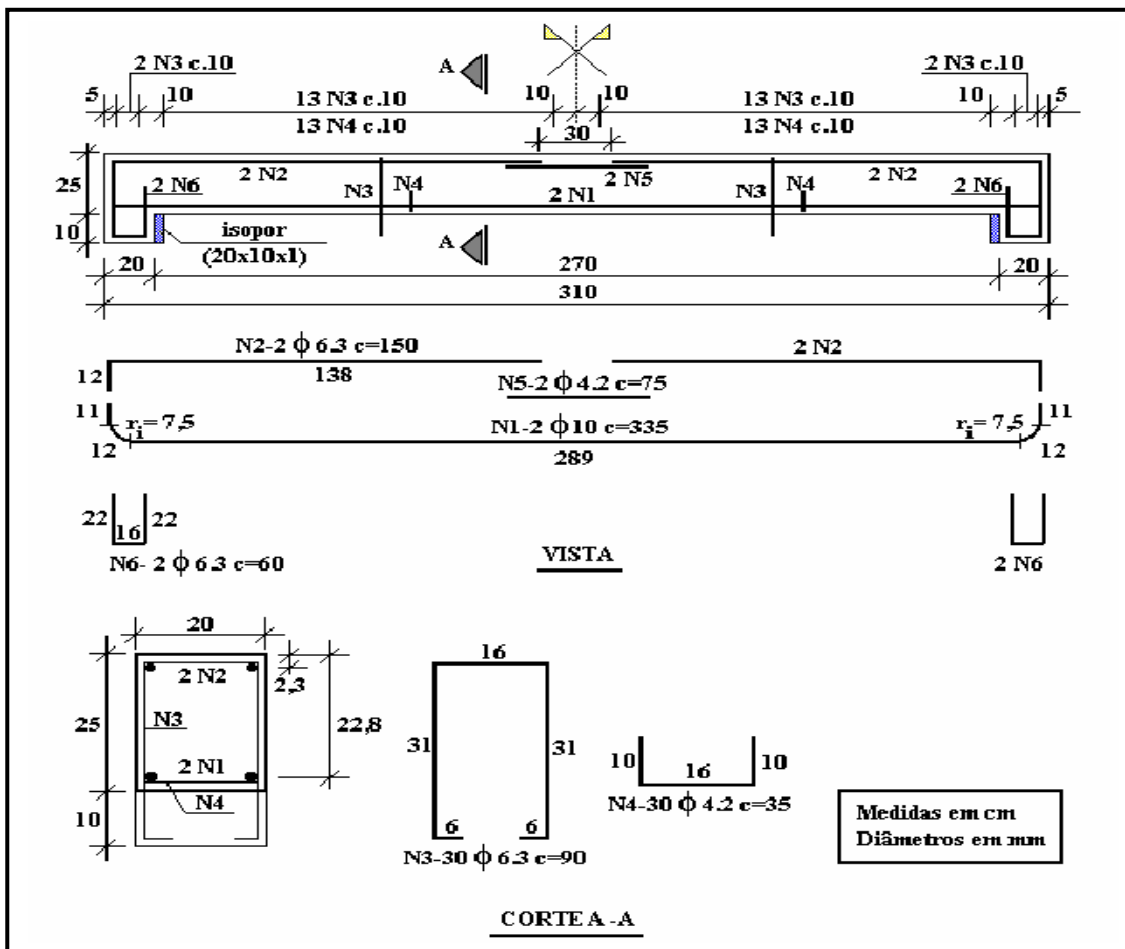 2 N3 c.10
A
2 N3 c.10
5
10
13 N3 c.10
10
10
13 N3 c.10
10
5
13 N4 c.10
13 N4 c.10
30
25
2 N2
2 N5
2 N2
2 N6
N3
N4
2 N1
N3
N4
2 N6
10
isopor
(20x10x1)
A
20
270
20
310
N2-2 ϕ 6.3 c=150
2 N2
12
138
N5-2 ϕ 4.2 c=75
11
ri= 7,5
N1-2 ϕ 10 c=335
ri= 7,5
11
12
289
12
22
16
22
N6- 2 ϕ 6.3 c=60
VISTA
2 N6
20
2 N2
2,3
25
N3
22,8
2 N1
N4
10
16
31
31
6
6
N3-30 ϕ 6.3 c=90
10
16
10
N4-30 ϕ 4.2 c=35
Medidas em cm
Diâmetros em mm
CORTE A -A